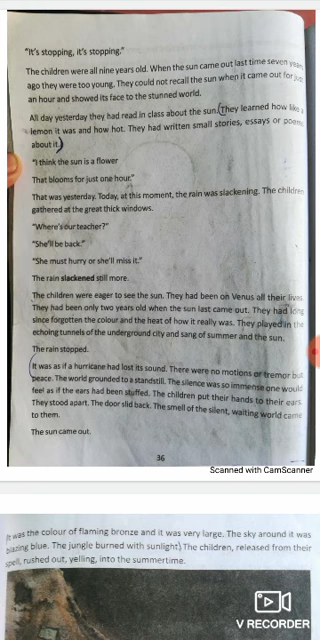 "It's stopping, it's stopping."
The children were all nine years old. When the sun came out last time seven years
ago they were too young. They could not recall the sun when it came out for just
an hour and showed its face to the stunned world.
All day yesterday they had read in class about the sun. (They learned how like a
lemon it was and how hot. They had written small stories, essays or poems
about it.)
"I think the sun is a flower
That blooms for just one hour."
That was yesterday. Today, at this moment, the rain was slackening. The children
gathered at the great thick windows.
"Where's our teacher?"
"She'll be back."
"She must hurry or she'll miss it."
The rain slackened still more.
The children were eager to see the sun. They had been on Venus all their lives.
They had been only two years old when the sun last came out. They had long
since forgotten the colour and the heat of how it really was. They played in the
echoing tunnels of the underground city and sang of summer and the sun.
The rain stopped.
(It was as if a hurricane had lost its sound. There were no motions or tremor but
peace. The world grounded to a standstill. The silence was so immense one would
feel as if the ears had been stuffed. The children put their hands to their ears.
They stood apart. The door slid back. The smell of the silent, waiting world came
to them.
The sun came out.
36
Scanned with CamScanner
It was the colour of flaming bronze and it was very large. The sky around it was
blazing blue. The jungle burned with sunlight) The children, released from their
spell, rushed out, yelling, into the summertime.
V RECORDER